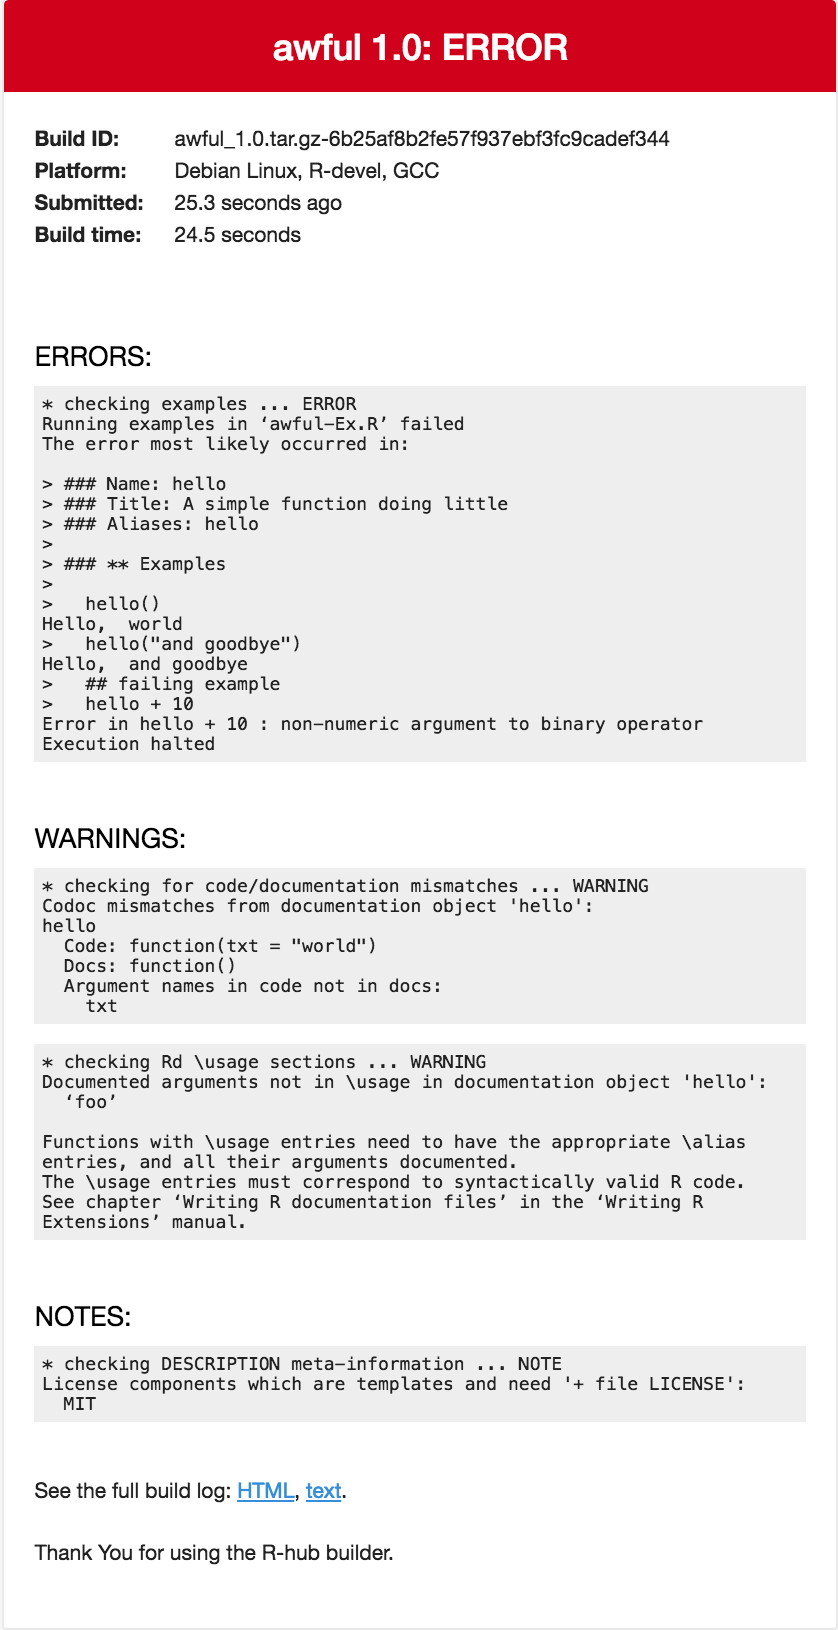 awful 1.0: ERROR
Build ID: awful_1.0.tar.gz-6b25af8b2fe57f937ebf3fc9cadef344
Platform: Debian Linux, R-devel, GCC
Submitted: 25.3 seconds ago
Build time: 24.5 seconds
ERRORS:
* checking examples ... ERROR
Running examples in ‘awful-Ex.R’ failed
The error most likely occurred in:
> ### Name: hello
> ### Title: A simple function doing little
> ### Aliases: hello
>
> ### ** Examples
>
>   hello()
Hello,  world
>   hello("and goodbye")
Hello,  and goodbye
>   ## failing example
>   hello + 10
Error in hello + 10 : non-numeric argument to binary operator
Execution halted
WARNINGS:
* checking for code/documentation mismatches ... WARNING
Codoc mismatches from documentation object 'hello':
hello
  Code: function(txt = "world")
  Docs: function()
  Argument names in code not in docs:
    txt
* checking Rd \usage sections ... WARNING
Documented arguments not in \usage in documentation object 'hello':
  ‘foo’
Functions with \usage entries need to have the appropriate \alias
entries, and all their arguments documented.
The \usage entries must correspond to syntactically valid R code.
See chapter ‘Writing R documentation files’ in the ‘Writing R
Extensions’ manual.
NOTES:
* checking DESCRIPTION meta-information ... NOTE
License components which are templates and need '+ file LICENSE':
  MIT
See the full build log: HTML, text.
Thank You for using the R-hub builder.